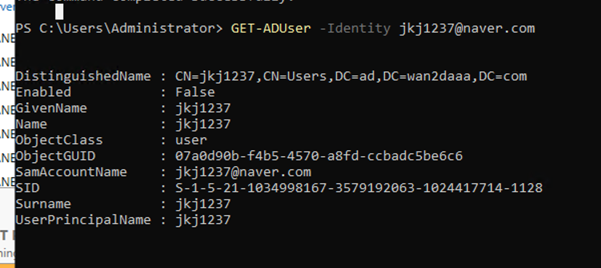 PS C:\Users\Administrator> GET-ADUser -Identity jkj1237@naver.com
DistinguishedName : CN=jkj1237,CN=Users,DC=ad,DC=wan2daaa,DC=com
Enabled : False
GivenName : jkj1237
Name : jkj1237
ObjectClass : user
ObjectGUID : 07a0d90b-f4b5-4570-a8fd-ccbadc5be6c6
SamAccountName : jkj1237@naver.com
SID : S-1-5-21-1034998167-3579192063-1024417714-1128
Surname : jkj1237
UserPrincipalName : jkj1237